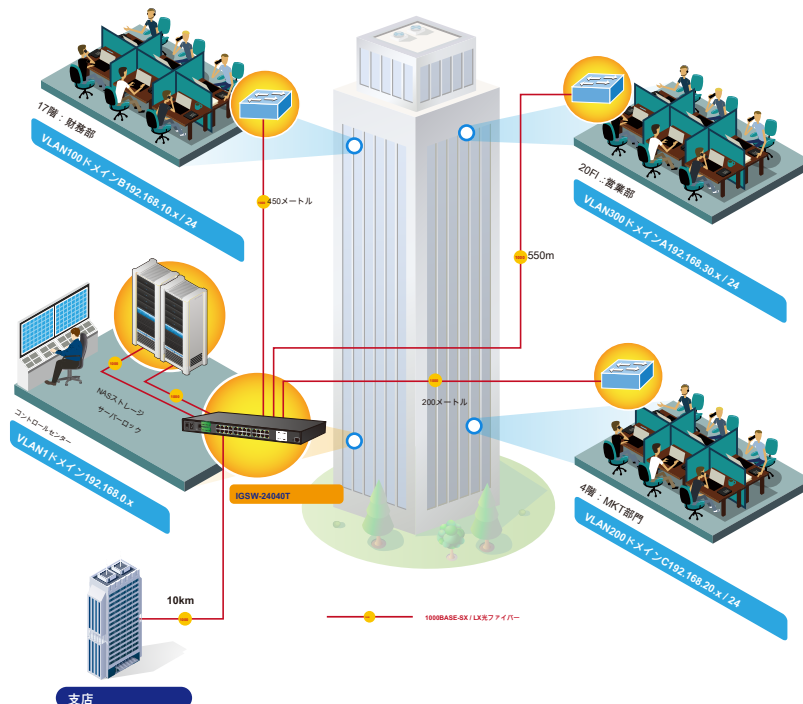 17階：財務部
VLAN100ドメインB192.168.10.x / 24
450メートル
20Fl .:営業部
VLAN300ドメインA192.168.30.x / 24
550m
NASストレージ
サーバーロック
コントロールセンター
VLAN1ドメイン192.168.0.x
200メートル
IGSW-24040T
4階：MKT部門
VLAN200ドメインC192.168.20.x / 24
10km
1000BASE-SX / LX光ファイバー
支店